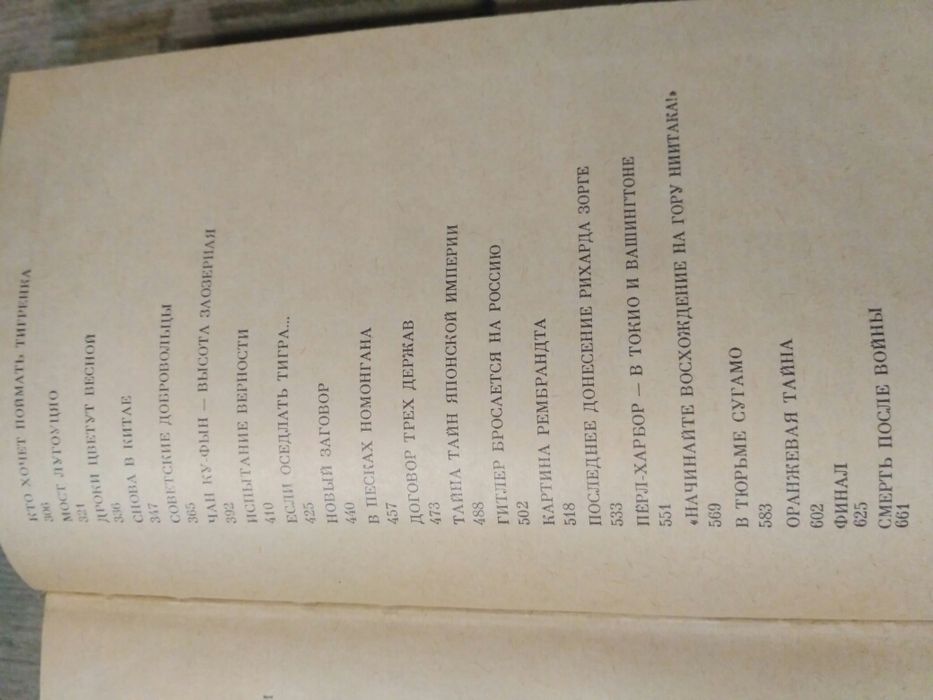 КТО ХОЧЕТ ПОЙМАТЬ ТИГРЕНКА
306
МОСТ ЛУГОУЦЯО
321
ДРОКИ ЦВЕТУТ ВЕСНОЙ
336
СНОВА В КИТАЕ
347
СОВЕТСКИЕ ДОБРОВОЛЬЦЫ
365
ЧАН КУ-ФЫН — ВЫСОТА ЗАОЗЕРНАЯ
392
ИСПЫТАНИЕ ВЕРНОСТИ
410
ЕСЛИ ОСЕДЛАТЬ ТИГРА...
425
НОВЫЙ ЗАГОВОР
440
В ПЕСКАХ НОМОНГАНА
457
ДОГОВОР ТРЕХ ДЕРЖАВ
473
ТАЙНА ТАЙН ЯПОНСКОЙ ИМПЕРИИ
488
ГИТЛЕР БРОСАЕТСЯ НА РОССИЮ
502
КАРТИНА РЕМБРАНДТА
518
ПОСЛЕДНЕЕ ДОНЕСЕНИЕ РИХАРДА ЗОРГЕ
533
ПЕРЛ-ХАРБОР — В ТОКИО И ВАШИНГТОНЕ
551
«НАЧИНАЙТЕ ВОСХОЖДЕНИЕ НА ГОРУ НИИТАКА!»
569
В ТЮРЬМЕ СУГАМО
583
ОРАНЖЕВАЯ ТАЙНА
602
ФИНАЛ
625
СМЕРТЬ ПОСЛЕ ВОЙНЫ
661